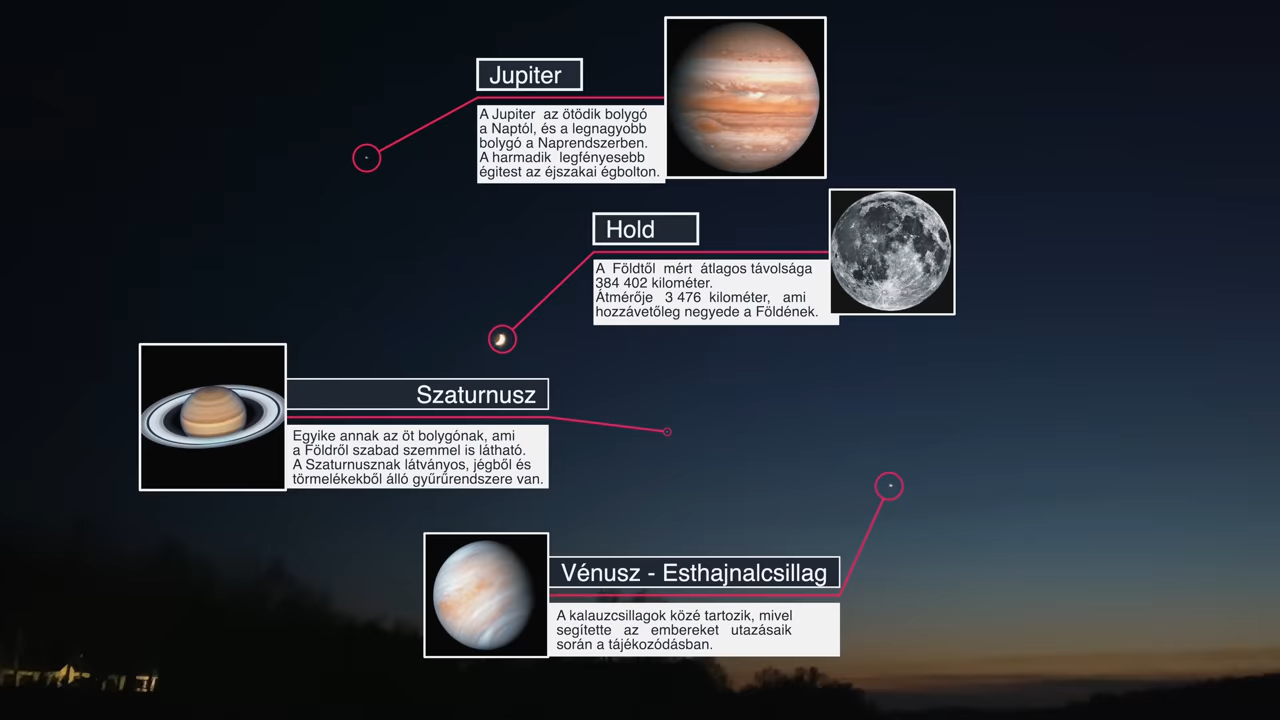 Jupiter
A Jupiter az ötödik bolygó
a Naptól, és a legnagyobb
bolygó a Naprendszerben.
A harmadik legfényesebb
égitest az éjszakai égbolton.
Hold
A Földtől mért átlagos távolsága
384 402 kilométer.
Átmérője 3 476 kilométer, ami
hozzávetőleg negyede a Földének.
Szaturnusz
Egyike annak az öt bolygónak, ami
a Földről szabad szemmel is látható.
A Szaturnusznak látványos, jégből és
törmelékekből álló gyűrűrendszere van.
Vénusz - Esthajnalcsillag
A kalauzcsillagok közé tartozik, mivel
segítette az embereket utazásaik
során a tájékozódásban.